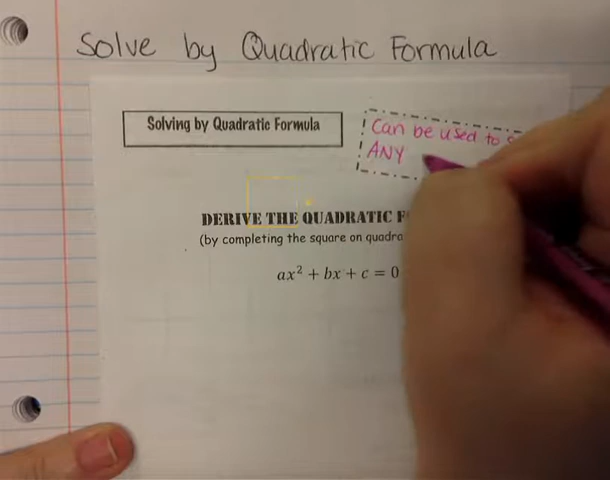 Solve by Quadratic Formula
Solving by Quadratic Formula
Can be used to
ANY
DERIVE THE QUADRATIC
(by completing the square on
ax² + bx + c = 0